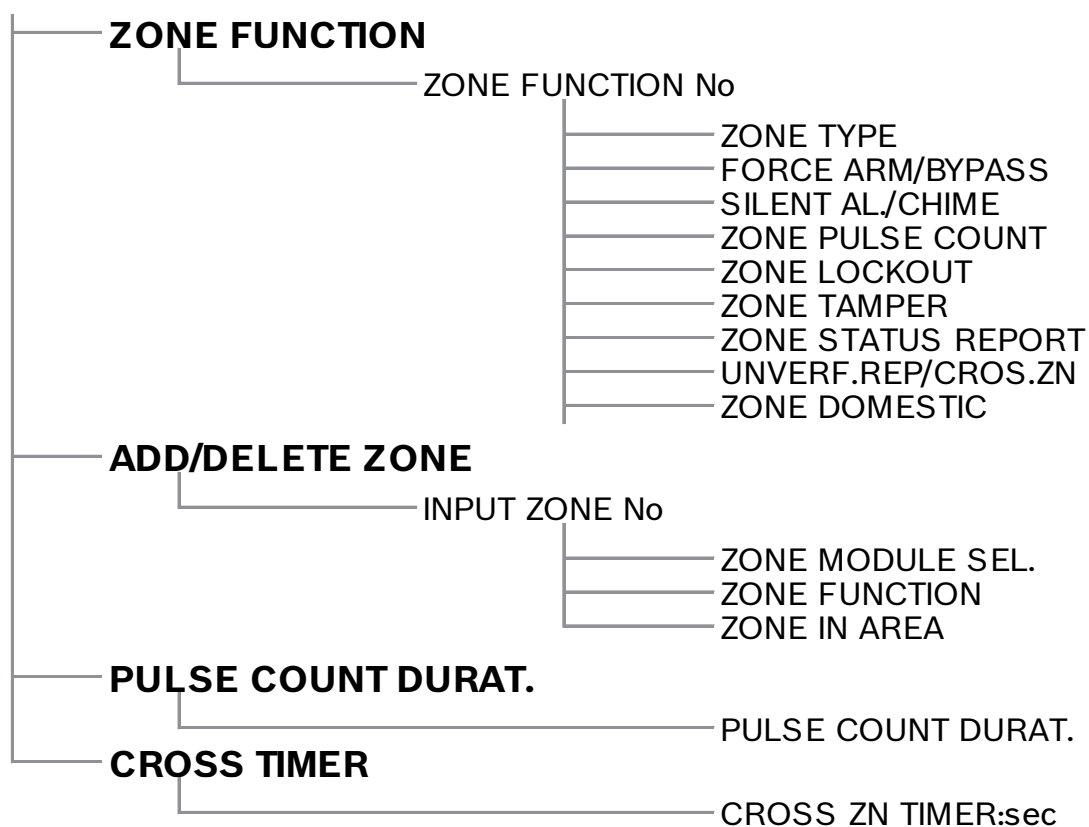 ZONE FUNCTION
ZONE FUNCTION No
ZONE TYPE
FORCE ARM/BYPASS
SILENT AL./CHIME
ZONE PULSE COUNT
ZONE LOCKOUT
ZONE TAMPER
ZONE STATUS REPORT
UNVERF.REP/CROS.ZN
ZONE DOMESTIC
ADD/DELETE ZONE
INPUT ZONE No
ZONE MODULE SEL.
ZONE FUNCTION
ZONE IN AREA
PULSE COUNT DURAT.
PULSE COUNT DURAT.
CROSS TIMER
CROSS ZN TIMER:sec